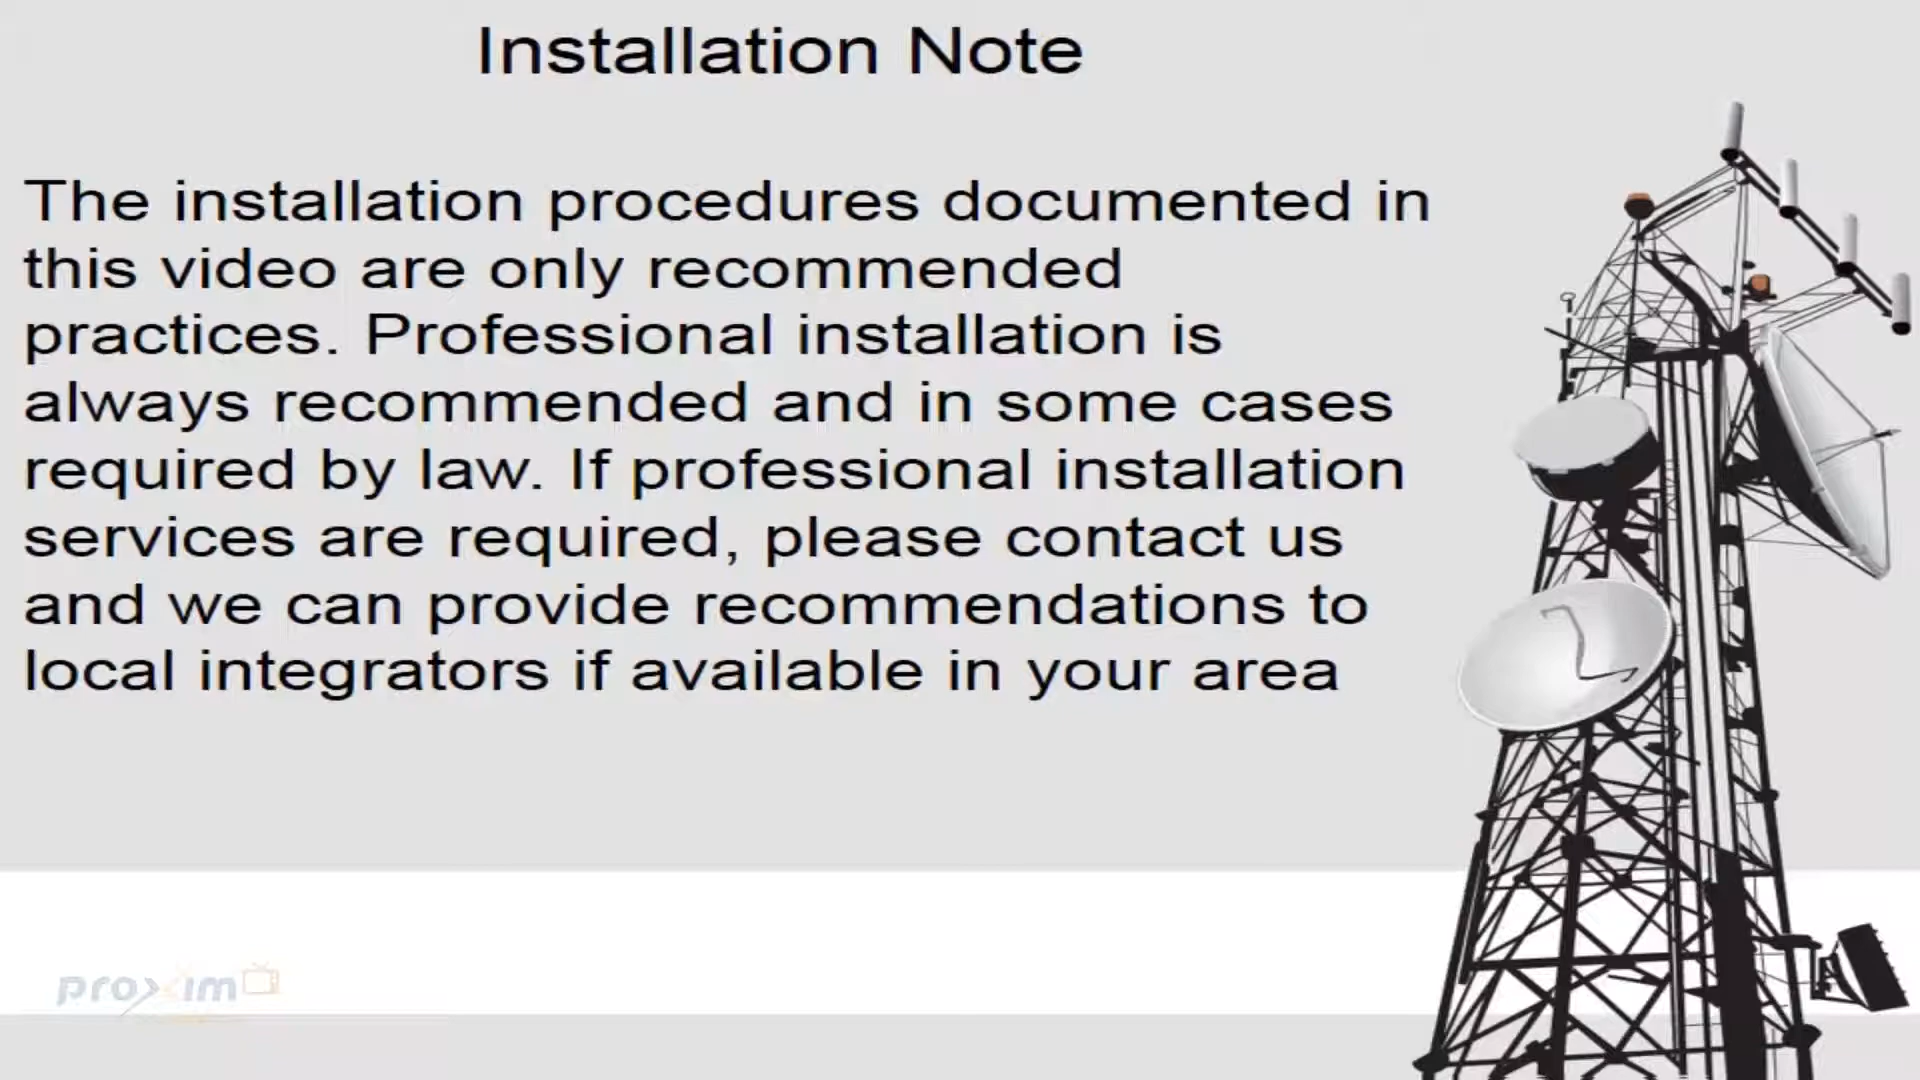 Installation Note
The installation procedures documented in
this video are only recommended
practices. Professional installation is
always recommended and in some cases
required by law. If professional installation
services are required, please contact us
and we can provide recommendations to
local integrators if available in your area
proxim